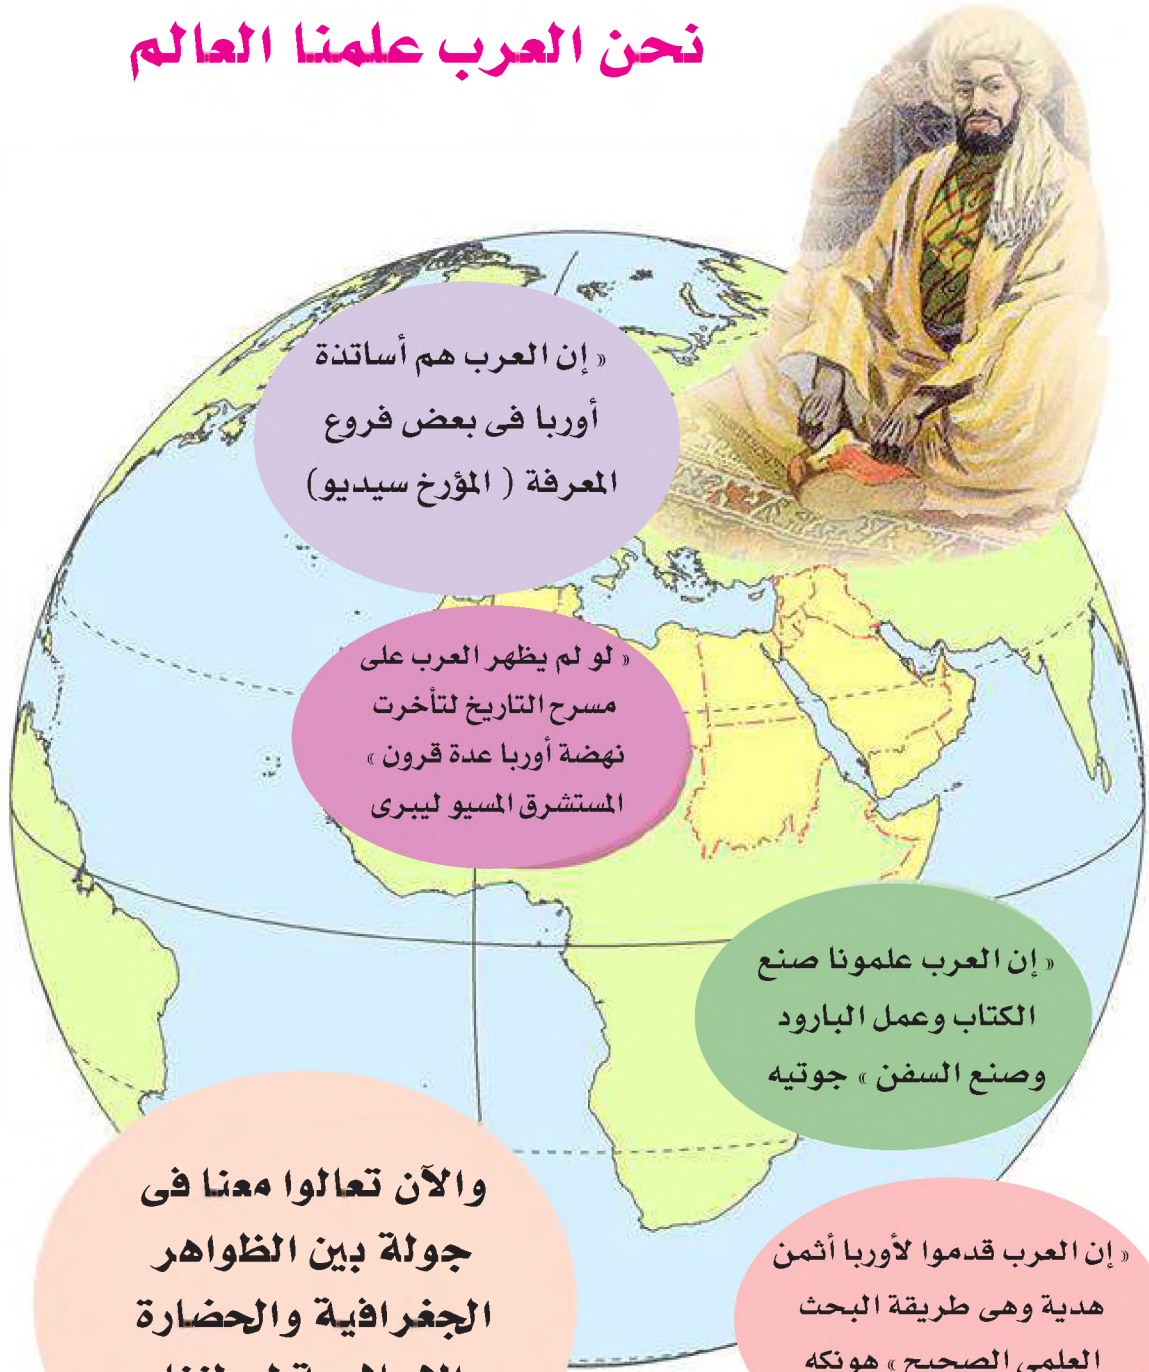 نحن العرب علمنا العالم
« إن العرب هم أساتذة
أوربا فى بعض فروع
المعرفة ( المؤرخ سيديو)
« لو لم يظهر العرب على
مسرح التاريخ لتأخرت
نهضة أوربا عدة قرون »
المستشرق المسيو ليبرى
« إن العرب علمونا صنع
الكتاب وعمل البارود
وصنع السفن » جوتيه
« إن العرب قدموا لأوربا أثمن
هدية وهى طريقة البحث
العلمى الصحيح » هونكه
والآن تعالوا معنا فى
جولة بين الظواهر
الجغرافية والحضارة